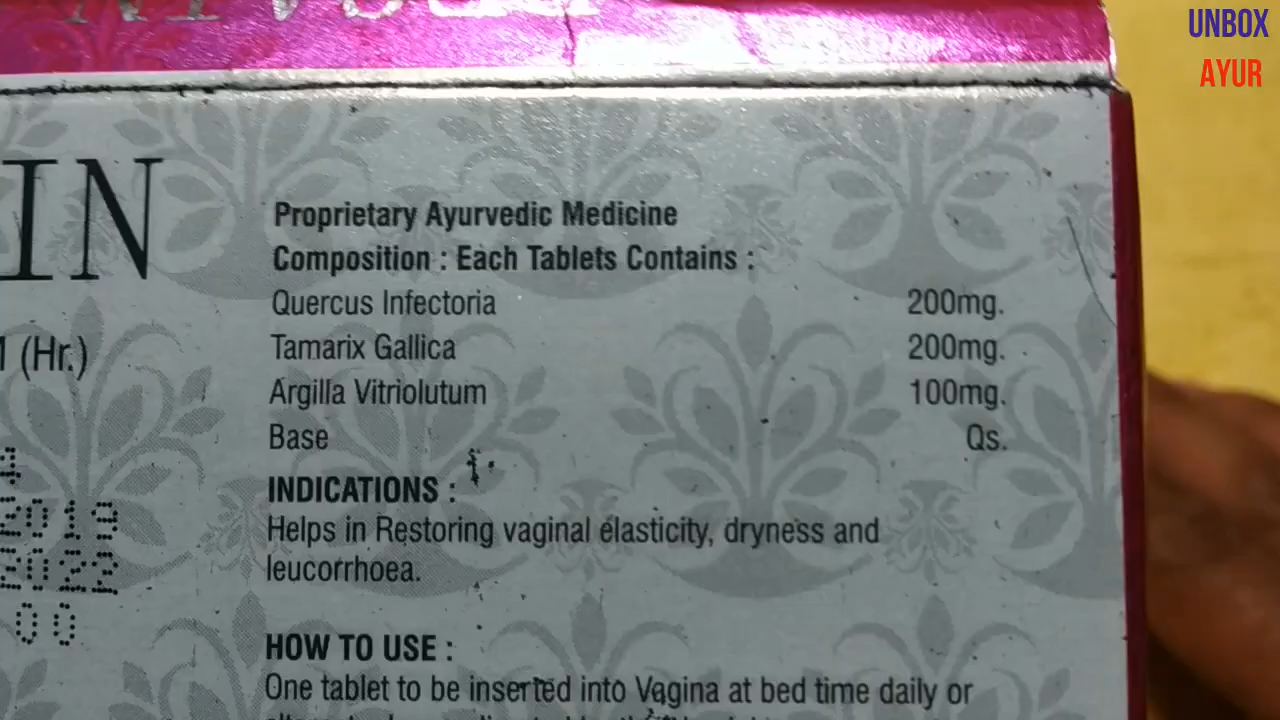 UNBOX
AYUR
IN
Proprietary Ayurvedic Medicine
Composition : Each Tablets Contains :
Quercus Infectoria 200mg.
Tamarix Gallica 200mg.
(Hr.)
Argilla Vitriolutum 100mg.
Base Qs.
INDICATIONS :
2019
Helps in Restoring vaginal elasticity, dryness and
2022
leucorrhoea.
00
HOW TO USE :
One tablet to be inserted into Vagina at bed time daily or